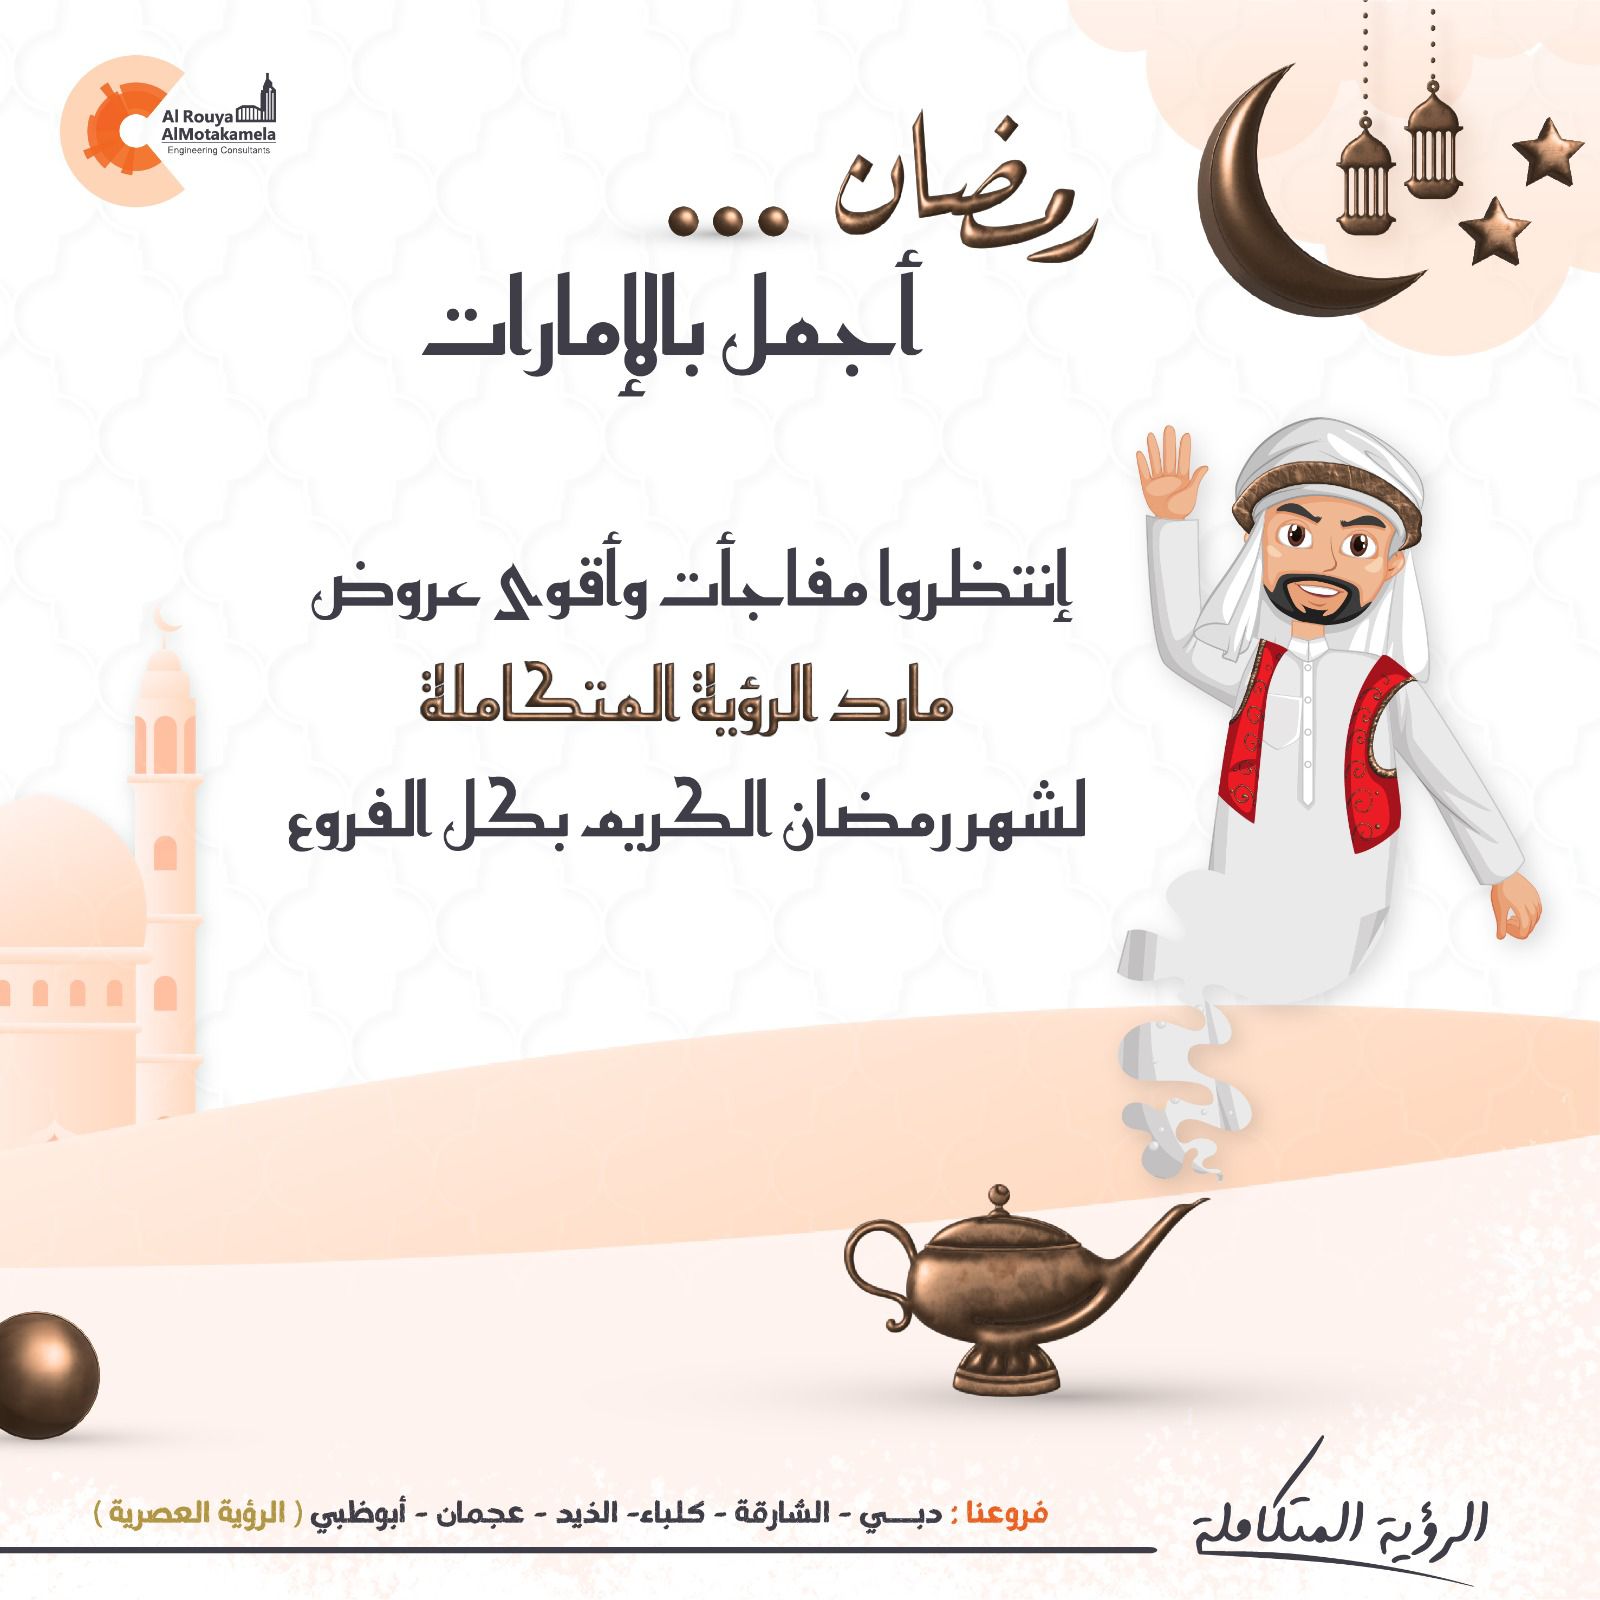 Al Rouya
AlMotakamela
Engineering Consultants
رمضان ...
أجمل بالإمارات
إنتظروا مفاجأت وأقوى عروض
مارد الرؤية المتكاملة
لشهر رمضان الكريم بكل الفروع
فروعنا : دبــــي - الشارقة - كلباء- الذيد - عجمان - أبوظبي ( الرؤية العصرية )
الرؤية المتكاملة